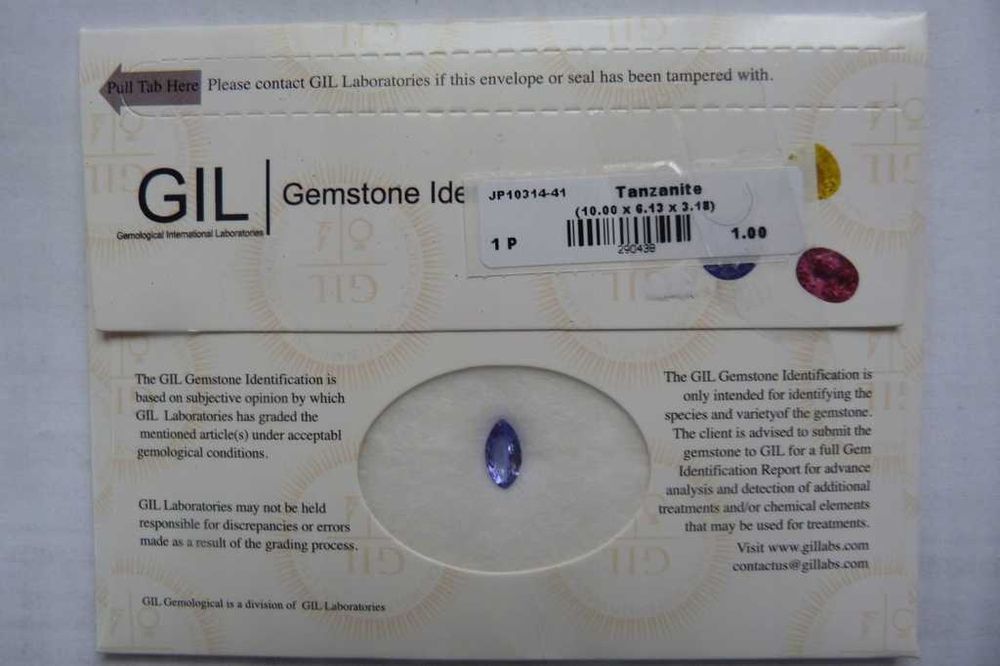 Pull Tab Here Please contact GIL Laboratories if this envelope or seal has been tampered with.
GIL
Gemological International Laboratories
Gemstone Ide
JP10314-41 Tanzanite
(10.00 x 6.13 x 3.18)
1 P 1.00
290438
The GIL Gemstone Identification is
based on subjective opinion by which
GIL Laboratories has graded the
mentioned article(s) under acceptabl
gemological conditions.
GIL Laboratories may not be held
responsible for discrepancies or errors
made as a result of the grading process.
GIL Gemological is a division of GIL Laboratories
The GIL Gemstone Identification is
only intended for identifying the
species and varietyof the gemstone.
The client is advised to submit the
gemstone to GIL for a full Gem
Identification Report for advance
analysis and detection of additional
treatments and/or chemical elements
that may be used for treatments.
Visit www.gillabs.com
contactus@gillabs.com